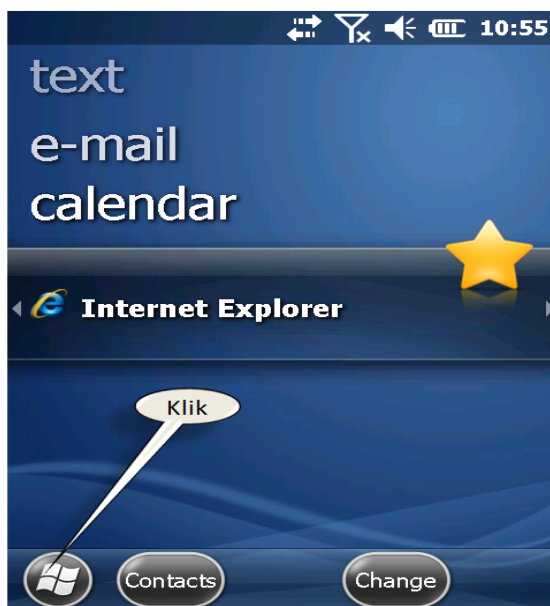 10:55
text
e-mail
calendar
Internet Explorer
Klik
Contacts
Change